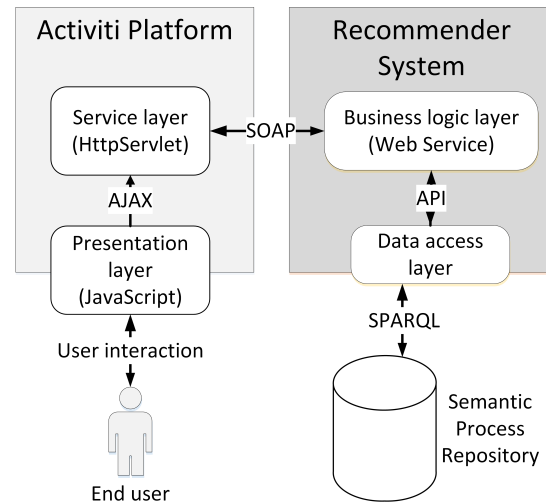 Activiti Platform
Recommender
System
Service layer
(HttpServlet)
SOAP
Business logic layer
(Web Service)
AJAX
API
Presentation
layer
(JavaScript)
Data access
layer
User interaction
SPARQL
End user
Semantic
Process
Repository